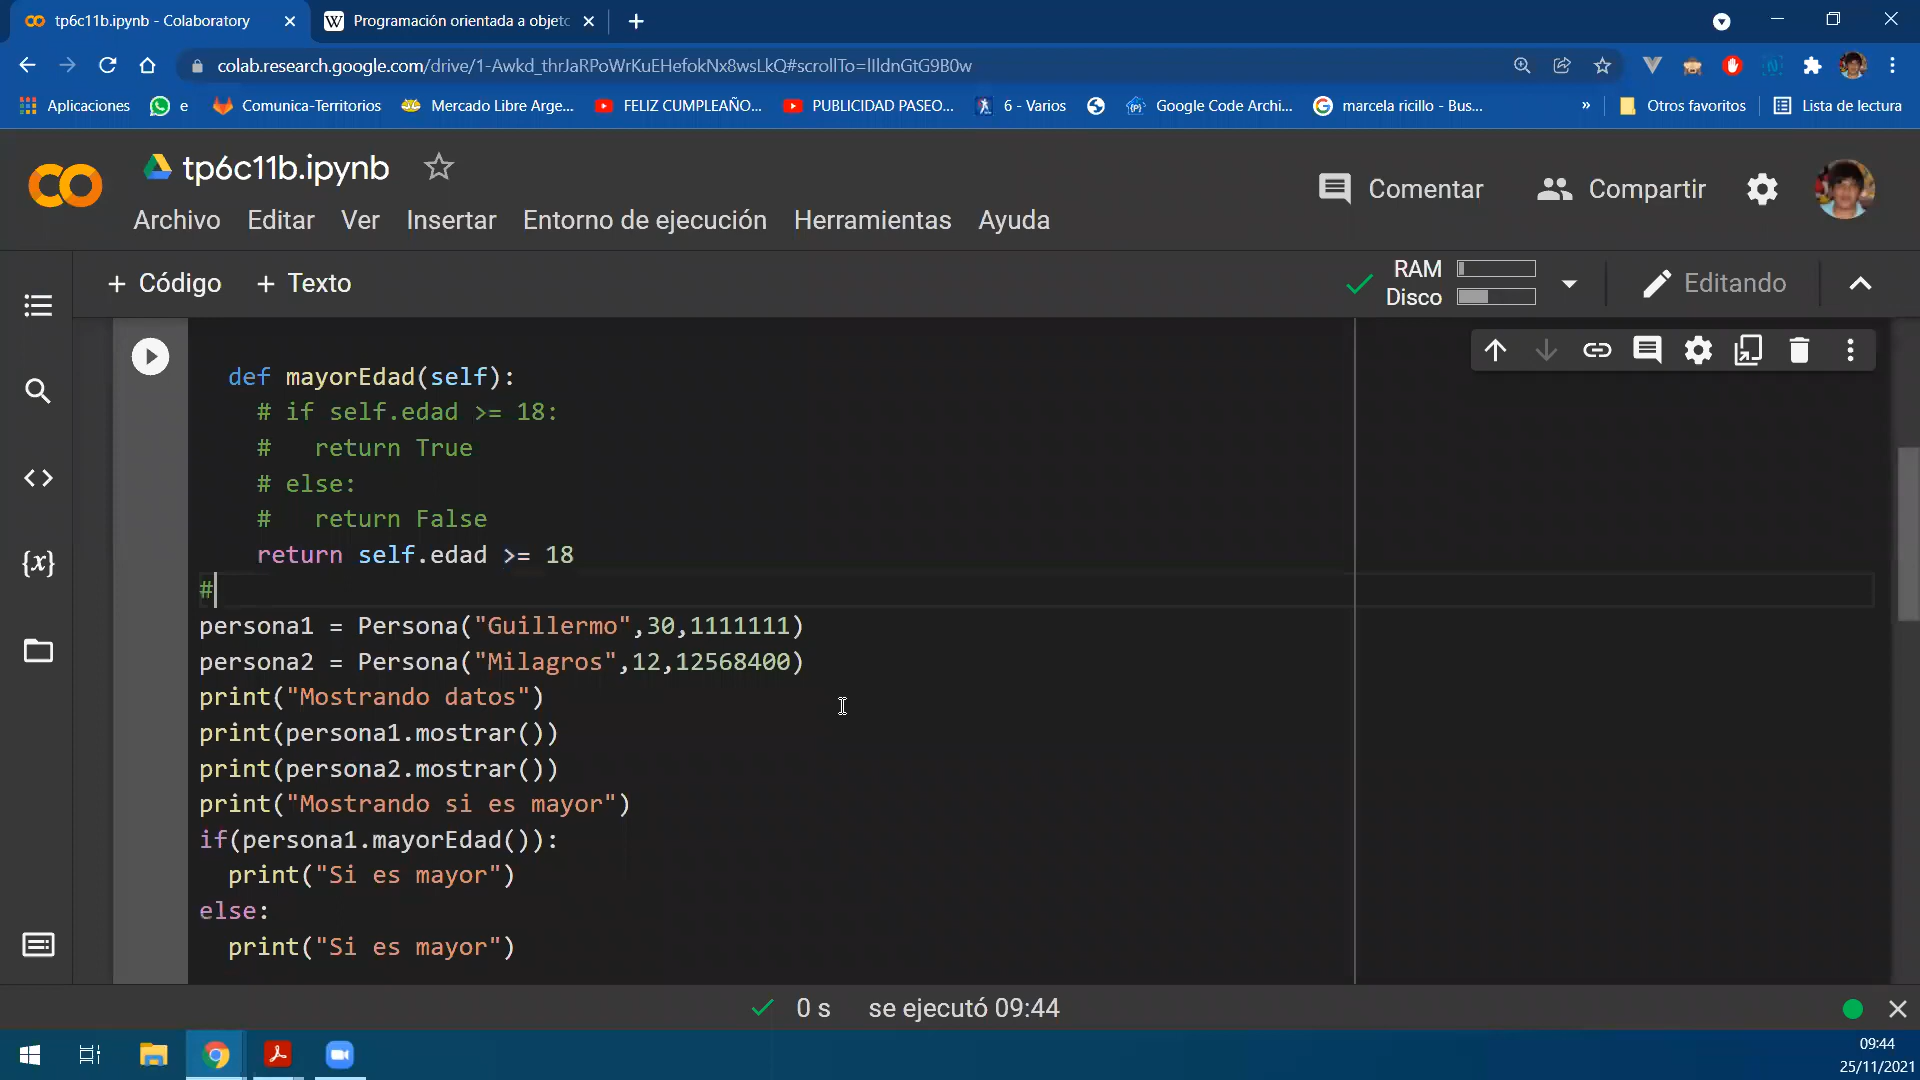 tp6c11b.ipynb - Colaboratory
Programación orientada a objeto
colab.research.google.com/drive/1-Awkd_thrJaRPoWrKuEHefokNx8wsLkQ#scrollTo=lIldnGtG9B0w
Aplicaciones
e
Comunica-Territorios
Mercado Libre Arge...
FELIZ CUMPLEAÑO...
PUBLICIDAD PASEO...
6 - Varios
Google Code Archi...
marcela ricillo - Bus...
»
Otros favoritos
Lista de lectura
tp6c11b.ipynb
Comentar
Compartir
Archivo Editar Ver Insertar Entorno de ejecución Herramientas Ayuda
+ Código + Texto
RAM
Disco
Editando
def mayorEdad(self):
# if self.edad >= 18:
#   return True
# else:
#   return False
return self.edad >= 18
#
persona1 = Persona("Guillermo",30,1111111)
persona2 = Persona("Milagros",12,12568400)
print("Mostrando datos")
print(persona1.mostrar())
print(persona2.mostrar())
print("Mostrando si es mayor")
if(persona1.mayorEdad()):
print("Si es mayor")
else:
print("Si es mayor")
0 s se ejecutó 09:44
09:44
25/11/2021